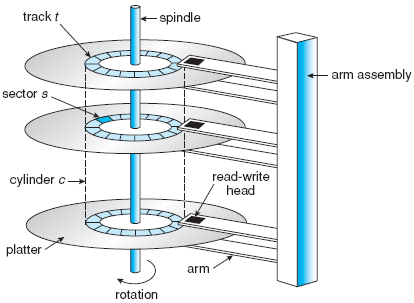 track t
spindle
arm assembly
sector s
cylinder c
read-write
head
platter
arm
rotation